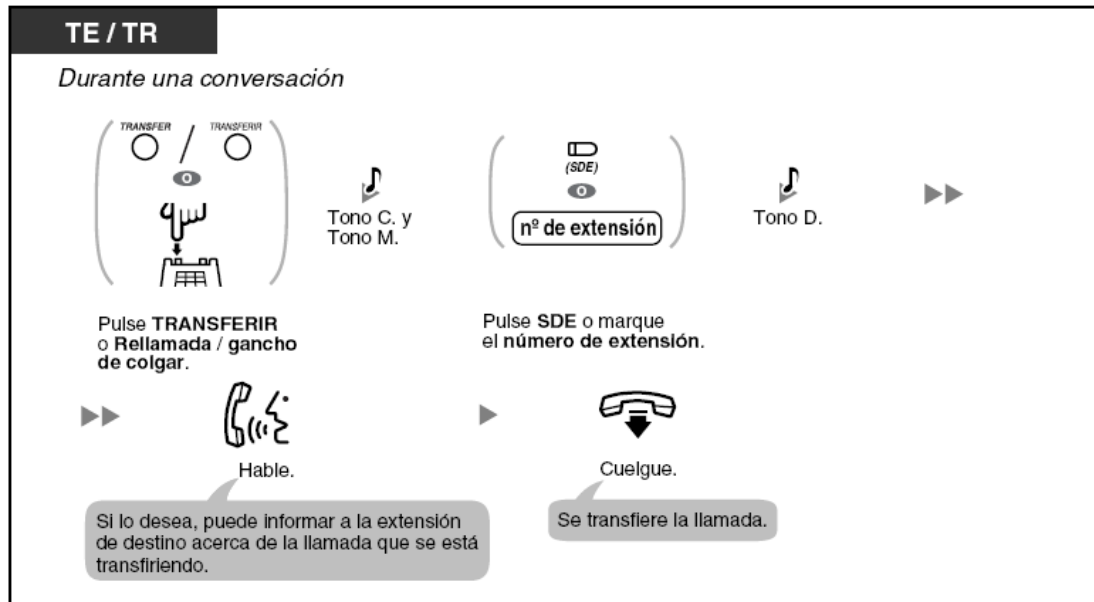 TE / TR
Durante una conversación
TRANSFER / TRANSFERIR
O
(SDE)
O
nº de extensión
Tono C. y
Tono M.
Tono D.
Pulse TRANSFERIR
o Rellamada / gancho
de colgar.
Pulse SDE o marque
el número de extensión.
Hable.
Cuelgue.
Si lo desea, puede informar a la extensión
de destino acerca de la llamada que se está
transfiriendo.
Se transfiere la llamada.